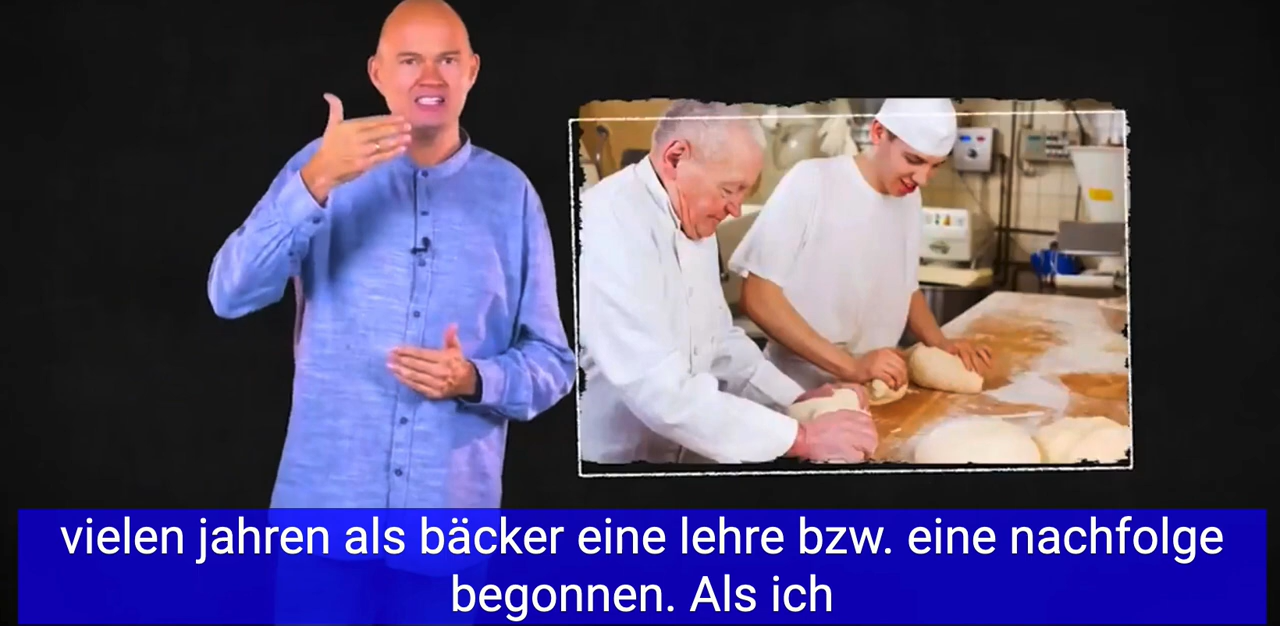 vielen jahren als bäcker eine lehre bzw. eine nachfolge
begonnen. Als ich